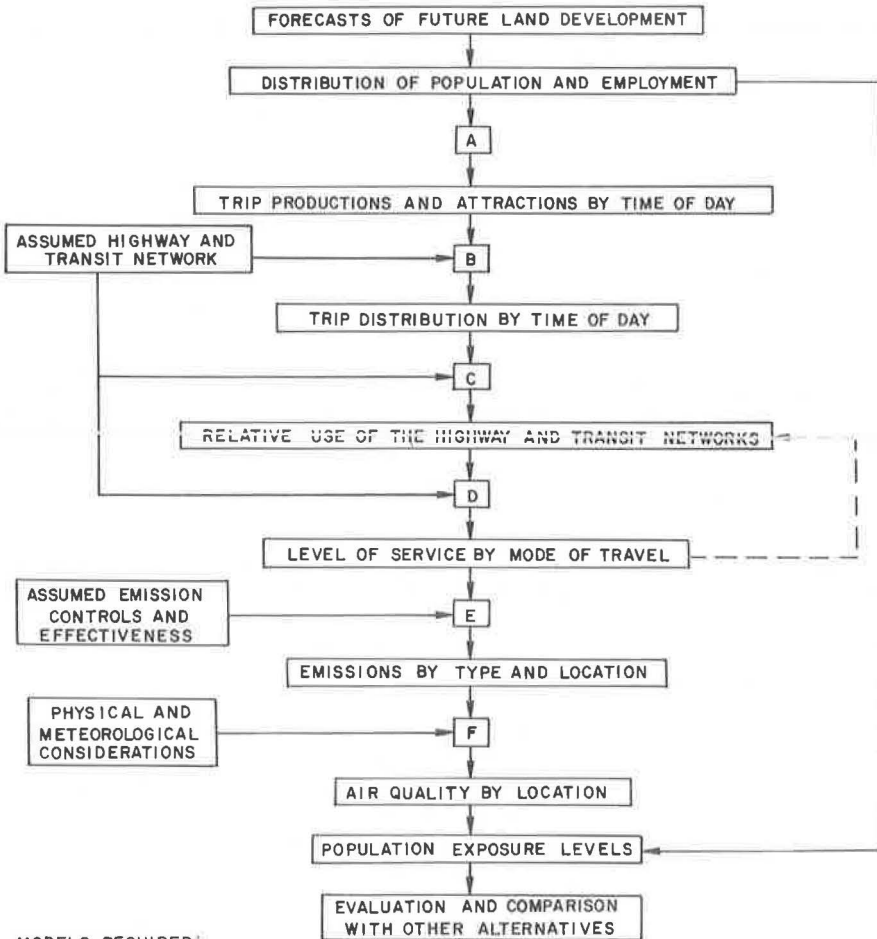 FORECASTS OF FUTURE LAND DEVELOPMENT
DISTRIBUTION OF POPULATION AND EMPLOYMENT
A
TRIP PRODUCTIONS AND ATTRACTIONS BY TIME OF DAY
ASSUMED HIGHWAY AND
TRANSIT NETWORK
B
TRIP DISTRIBUTION BY TIME OF DAY
C
RELATIVE USE OF THE HIGHWAY AND TRANSIT NETWORKS
D
LEVEL OF SERVICE BY MODE OF TRAVEL
ASSUMED EMISSION
CONTROLS AND
EFFECTIVENESS
E
EMISSIONS BY TYPE AND LOCATION
PHYSICAL AND
METEOROLOGICAL
CONSIDERATIONS
F
AIR QUALITY BY LOCATION
POPULATION EXPOSURE LEVELS
EVALUATION AND COMPARISON
WITH OTHER ALTERNATIVES
MODELS REQUIRED: